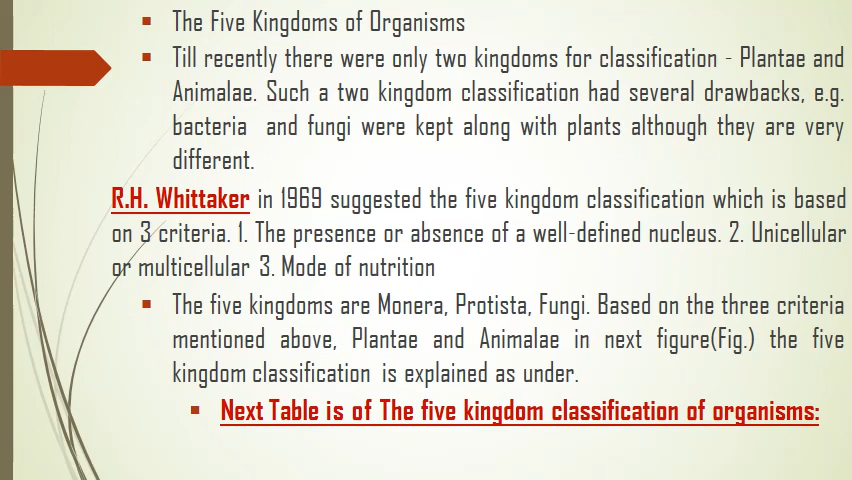 The Five Kingdoms of Organisms
Till recently there were only two kingdoms for classification - Plantae and
Animalae. Such a two kingdom classification had several drawbacks, e.g.
bacteria and fungi were kept along with plants although they are very
different.
R.H. Whittaker in 1969 suggested the five kingdom classification which is based
on 3 criteria. 1. The presence or absence of a well-defined nucleus. 2. Unicellular
or multicellular 3. Mode of nutrition
The five kingdoms are Monera, Protista, Fungi. Based on the three criteria
mentioned above, Plantae and Animalae in next figure(Fig.) the five
kingdom classification is explained as under.
Next Table is of The five kingdom classification of organisms: